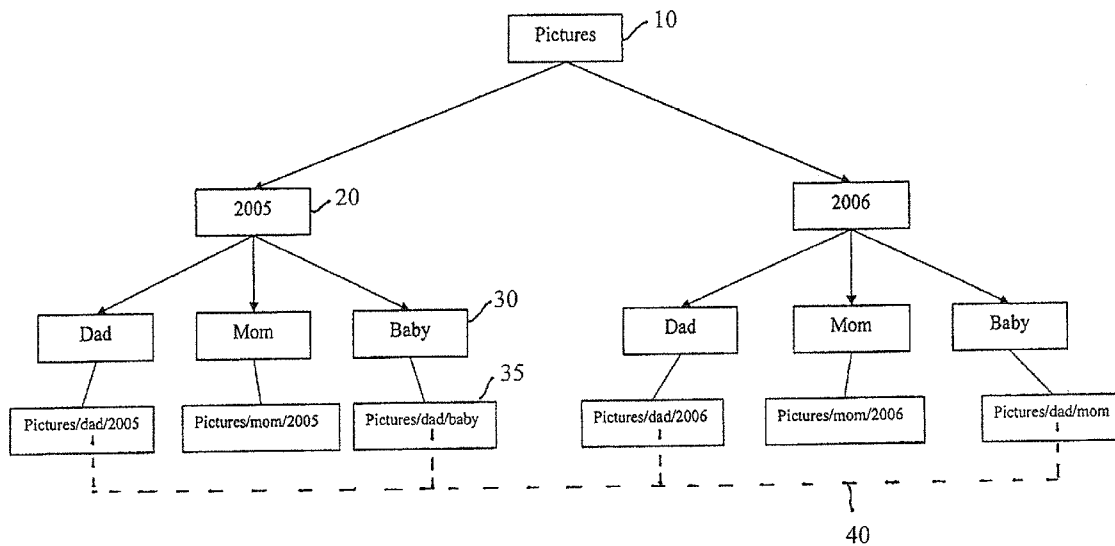 Pictures
10
2005
20
2006
Dad
Mom
Baby
30
Dad
Mom
Baby
35
Pictures/dad/2005
Pictures/mom/2005
Pictures/dad/baby
Pictures/dad/2006
Pictures/mom/2006
Pictures/dad/mom
40